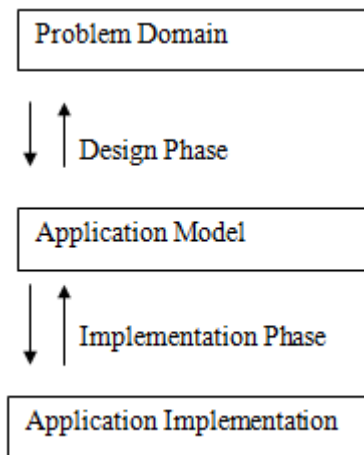 Problem Domain
Design Phase
Application Model
Implementation Phase
Application Implementation